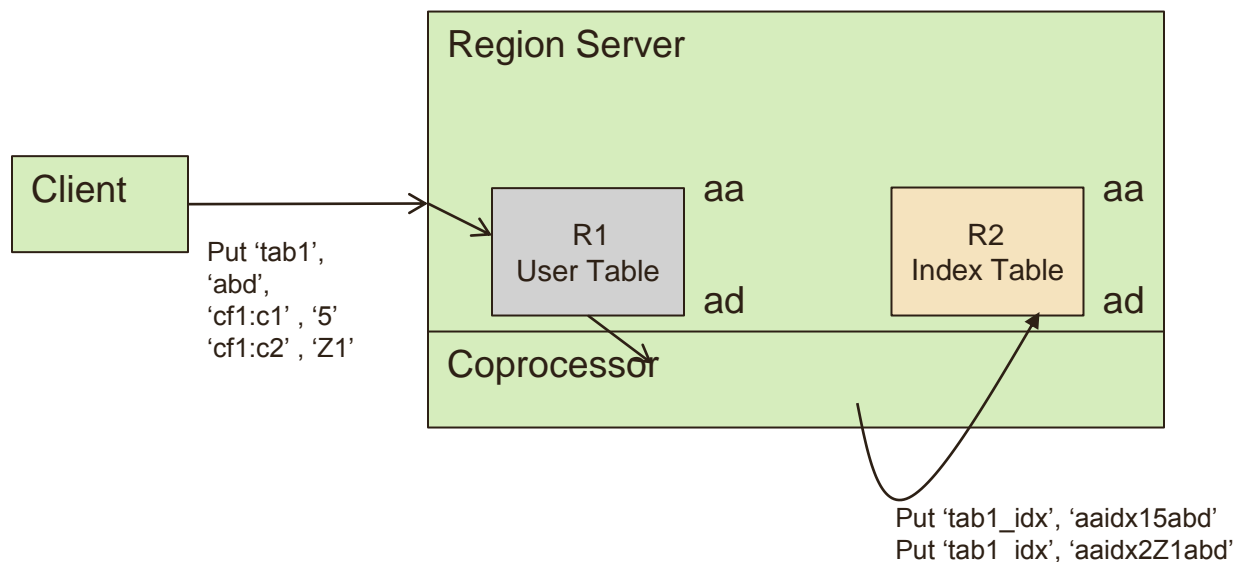 Region Server
Client
aa
aa
R1
User Table
R2
Index Table
Put ‘tab1’,
‘abd’,
‘cf1:c1’ , ‘5’
‘cf1:c2’ , ‘Z1’
ad
ad
Coprocessor
Put ‘tab1_idx’, ‘aaidx15abd’
Put ‘tab1_idx’, ‘aaidx2Z1abd’